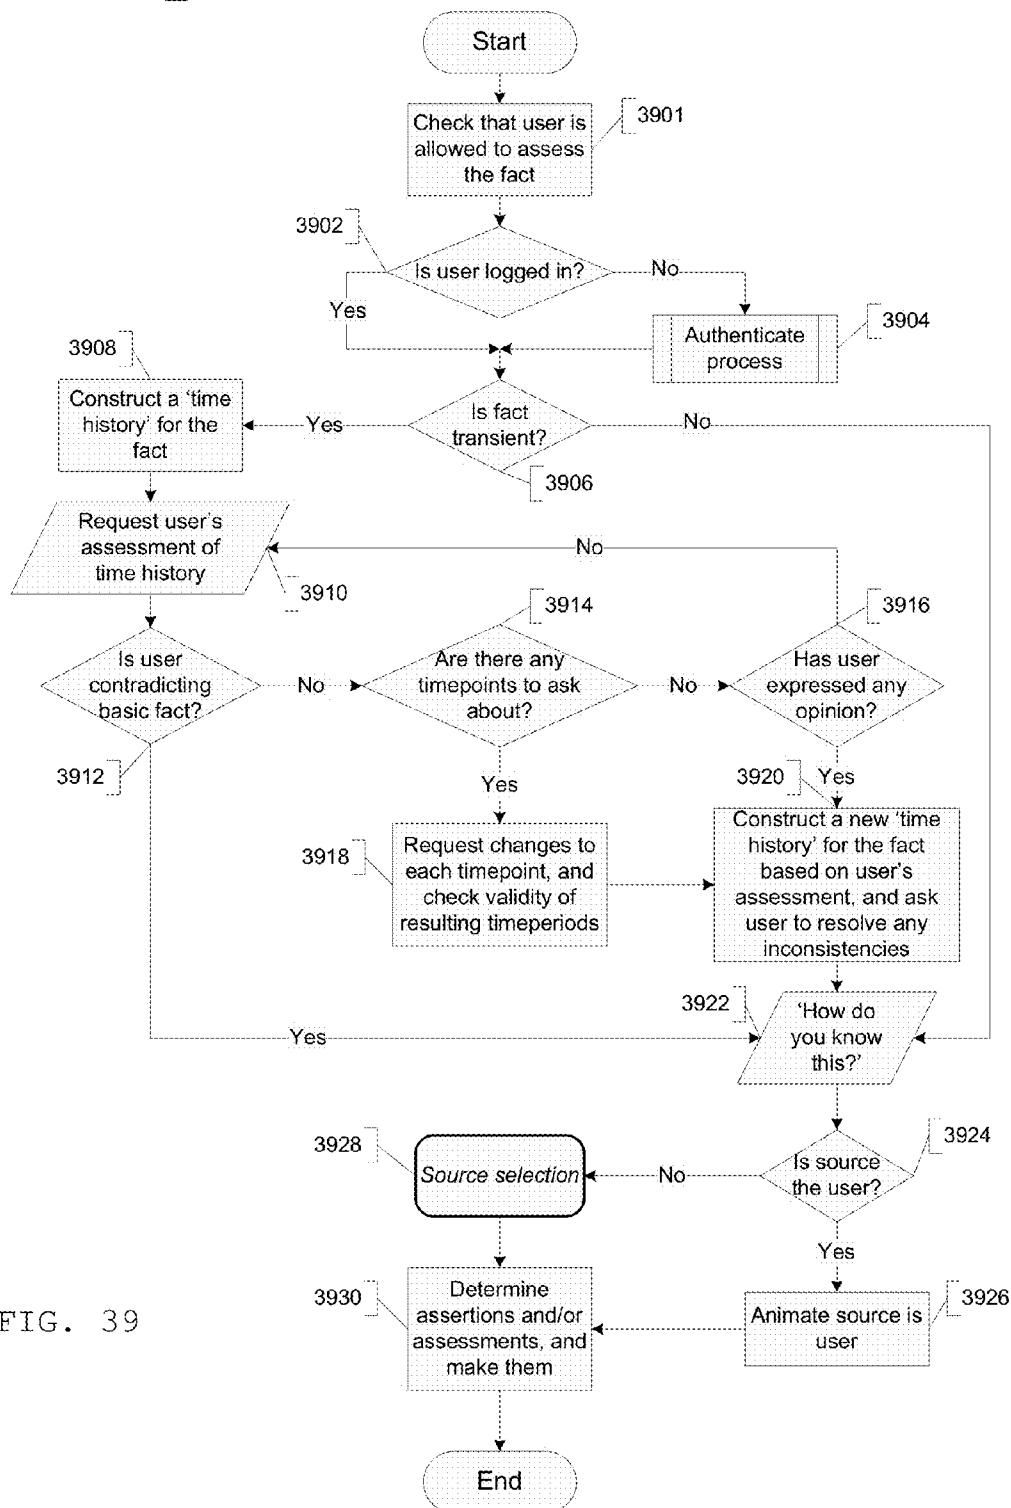 Start
Check that user is
allowed to assess
the fact
3901
3902
Is user logged in?
No
Yes
Authenticate
process
3904
3908
Construct a 'time
history' for the
fact
Yes
Is fact
transient?
No
3906
Request user's
assessment of
time history
No
3910
3914
3916
Is user
contradicting
basic fact?
No
Are there any
timepoints to ask
about?
No
Has user
expressed any
opinion?
3912
Yes
3920
Yes
3918
Request changes to
each timepoint, and
check validity of
resulting timeperiods
Construct a new 'time
history' for the fact
based on user's
assessment, and ask
user to resolve any
inconsistencies
3922
'How do
you know
this?'
Yes
3928
Source selection
No
Is source
the user?
3924
Yes
3930
Determine
assertions and/or
assessments, and
make them
Animate source is
user
3926
FIG. 39
End